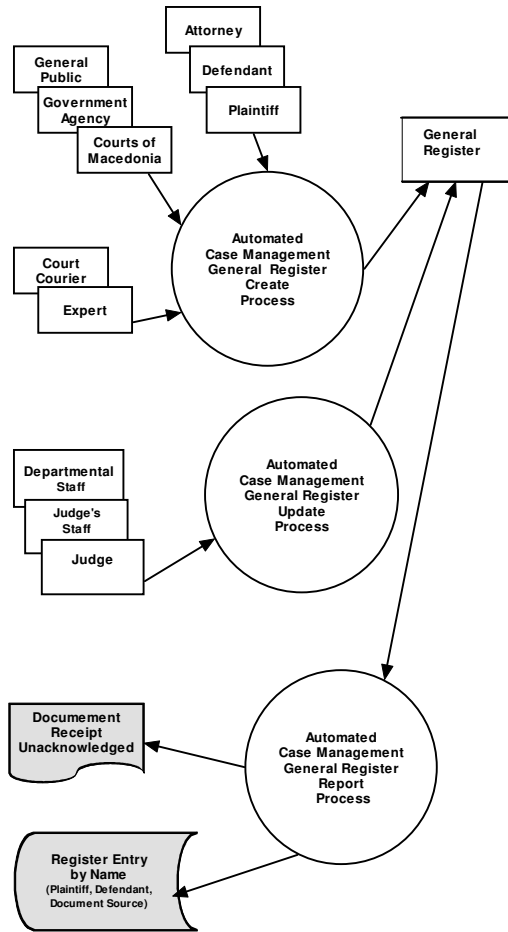 Attorney
Defendant
Plaintiff
General
Public
Government
Agency
Courts of
Macedonia
General
Register
Automated
Case Management
General Register
Create
Process
Court
Courier
Expert
Departmental
Staff
Judge's
Staff
Judge
Automated
Case Management
General Register
Update
Process
Documement
Receipt
Unacknowledged
Automated
Case Management
General Register
Report
Process
Register Entry
by Name
(Plaintiff, Defendant,
Document Source)